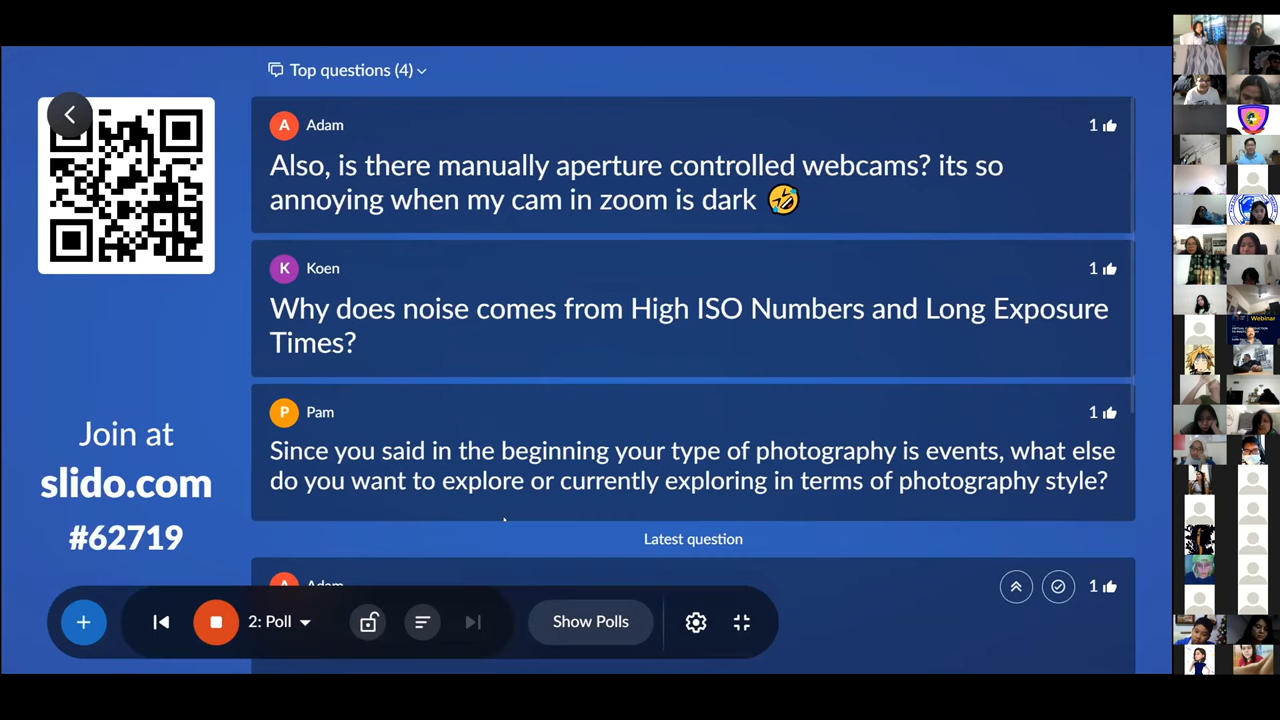 Top questions (4)
A Adam
1
Also, is there manually aperture controlled webcams? its so
annoying when my cam in zoom is dark 🤣
K Koen
1
Why does noise comes from High ISO Numbers and Long Exposure
Times?
P Pam
1
Since you said in the beginning your type of photography is events, what else
do you want to explore or currently exploring in terms of photography style?
Latest question
A Adam
1
Join at
slido.com
#62719
2: Poll
Show Polls
Webinar